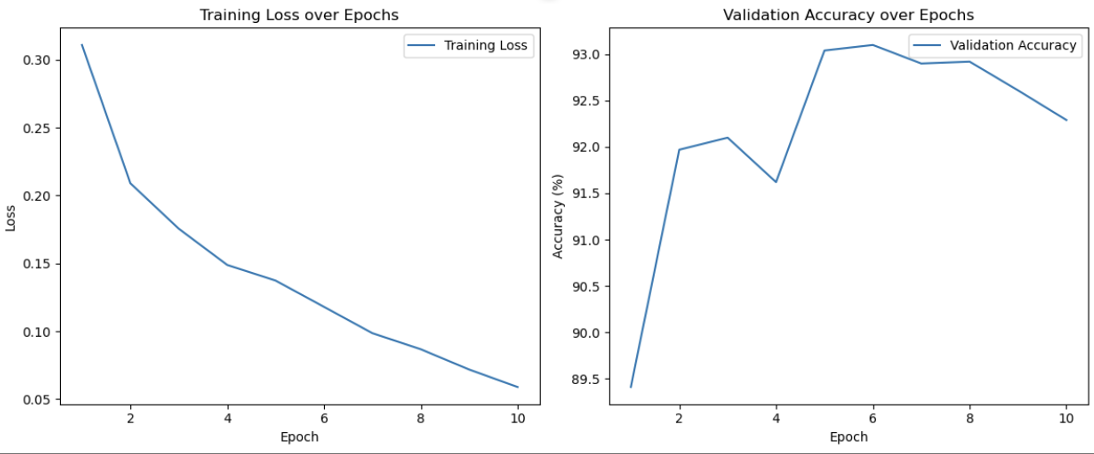 Training Loss over Epochs
Training Loss
0.30
0.25
0.20
0.15
0.10
0.05
Loss
2 4 6 8 10
Epoch
Validation Accuracy over Epochs
Validation Accuracy
93.0
92.5
92.0
91.5
91.0
90.5
90.0
89.5
Accuracy (%)
2 4 6 8 10
Epoch